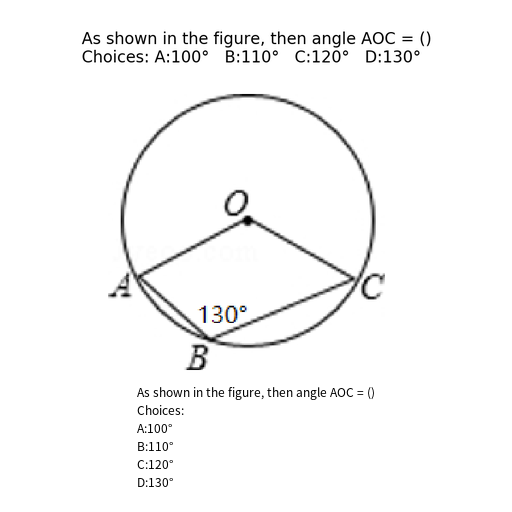 As shown in the figure, then angle AOC = ()
Choices: A:100° B:110° C:120° D:130°
O
A
C
130°
B
As shown in the figure, then angle AOC = ()
Choices:
A:100°
B:110°
C:120°
D:130°